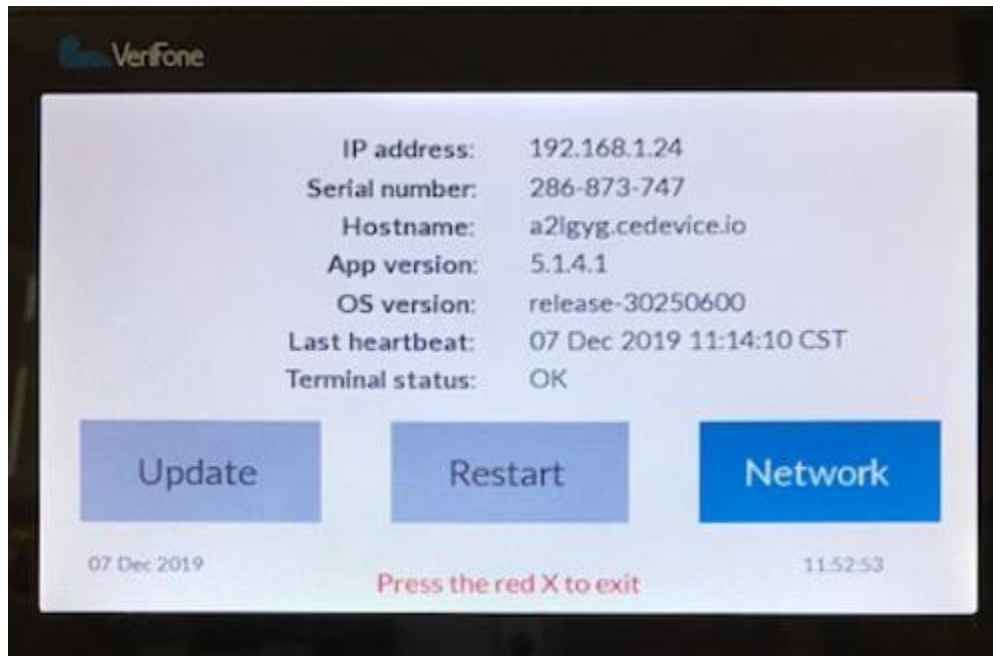 VeriFone
IP address: 192.168.1.24
Serial number: 286-873-747
Hostname: a2lgyg.cedevice.io
App version: 5.1.4.1
OS version: release-30250600
Last heartbeat: 07 Dec 2019 11:14:10 CST
Terminal status: OK
Update Restart Network
07 Dec 2019 11:52:53
Press the red X to exit